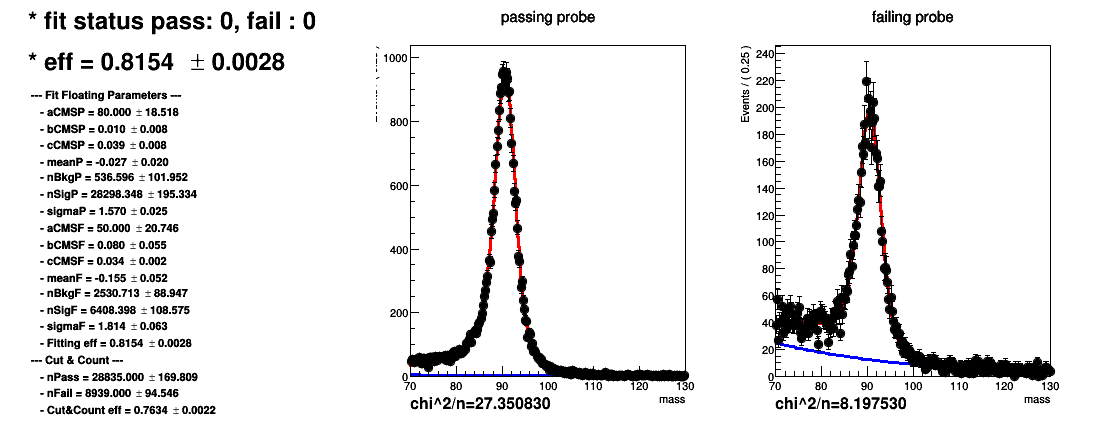 * fit status pass: 0, fail : 0
* eff = 0.8154 ± 0.0028
--- Fit Floating Parameters ---
- aCMSP = 80.000 ± 18.518
- bCMSP = 0.010 ± 0.008
- cCMSP = 0.039 ± 0.008
- meanP = -0.027 ± 0.020
- nBkgP = 536.596 ± 101.952
- nSigP = 28298.348 ± 195.334
- sigmaP = 1.570 ± 0.025
- aCMSF = 50.000 ± 20.746
- bCMSF = 0.080 ± 0.055
- cCMSF = 0.034 ± 0.002
- meanF = -0.155 ± 0.052
- nBkgF = 2530.713 ± 88.947
- nSigF = 6408.398 ± 108.575
- sigmaF = 1.814 ± 0.063
- Fitting eff = 0.8154 ± 0.0028
--- Cut & Count ---
- nPass = 28835.000 ± 169.809
- nFail = 8939.000 ± 94.546
- Cut&Count eff = 0.7634 ± 0.0022
passing probe
1000
800
600
400
200
0
70 80 90 100 110 120 130
mass
chi^2/n=27.350830
failing probe
Events / ( 0.25 )
240
220
200
180
160
140
120
100
80
60
40
20
0
70 80 90 100 110 120 130
mass
chi^2/n=8.197530